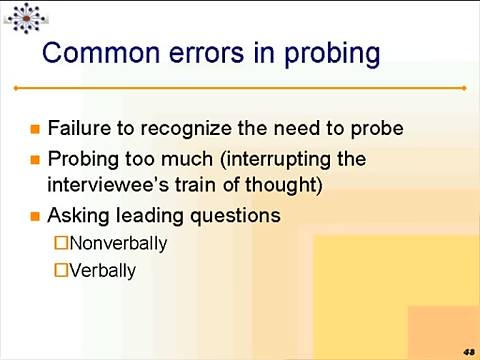 Common errors in probing
Failure to recognize the need to probe
Probing too much (interrupting the
interviewee's train of thought)
Asking leading questions
Nonverbally
Verbally
48